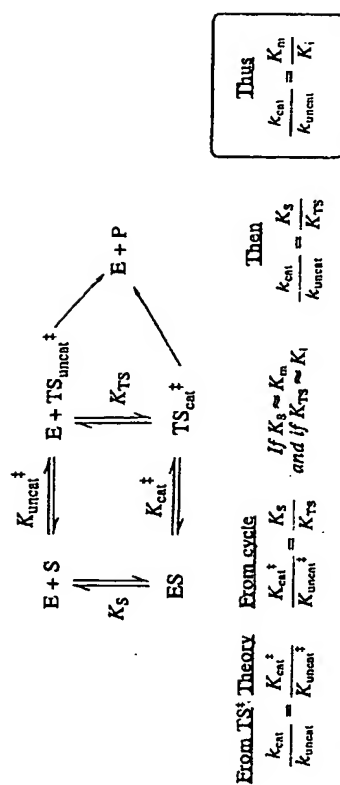 E + S K_uncat‡ E + TS_uncat‡
K_S K_TS E + P
ES K_cat‡ TS_cat‡
From TS‡ Theory
k_cat / k_uncat = K_cat‡ / K_uncat‡
From cycle
K_cat‡ / K_uncat‡ = K_S / K_TS
If K_S ≈ K_m
and if K_TS ≈ K_i
Then
k_cat / k_uncat = K_S / K_TS
Thus
k_cat / k_uncat = K_m / K_i